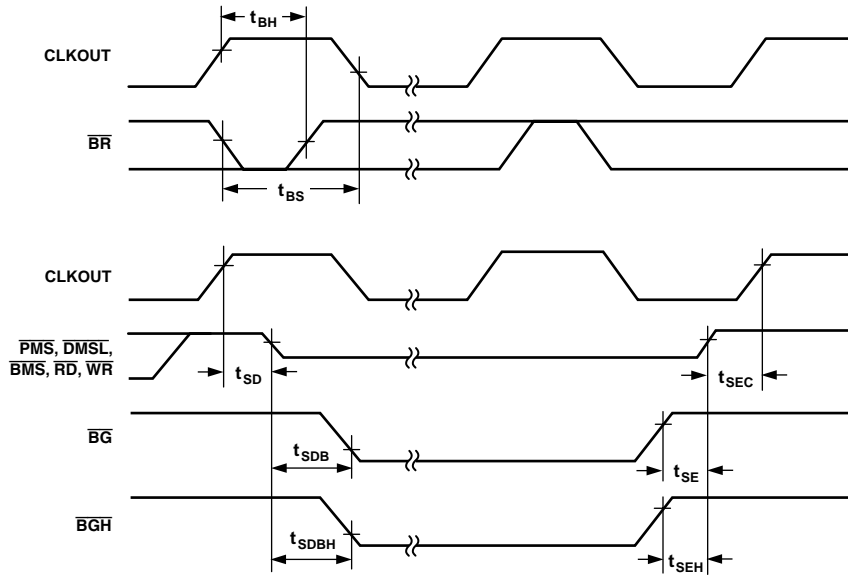 tBH
CLKOUT
BR
tBS
CLKOUT
PMS, DMSL,
BMS, RD, WR
tSD
tSEC
BG
tSDB
tSE
BGH
tSDBH
tSEH